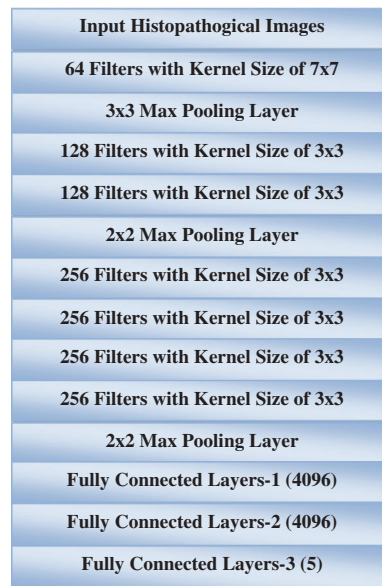 Input Histopathogical Images
64 Filters with Kernel Size of 7x7
3x3 Max Pooling Layer
128 Filters with Kernel Size of 3x3
128 Filters with Kernel Size of 3x3
2x2 Max Pooling Layer
256 Filters with Kernel Size of 3x3
256 Filters with Kernel Size of 3x3
256 Filters with Kernel Size of 3x3
256 Filters with Kernel Size of 3x3
2x2 Max Pooling Layer
Fully Connected Layers-1 (4096)
Fully Connected Layers-2 (4096)
Fully Connected Layers-3 (5)